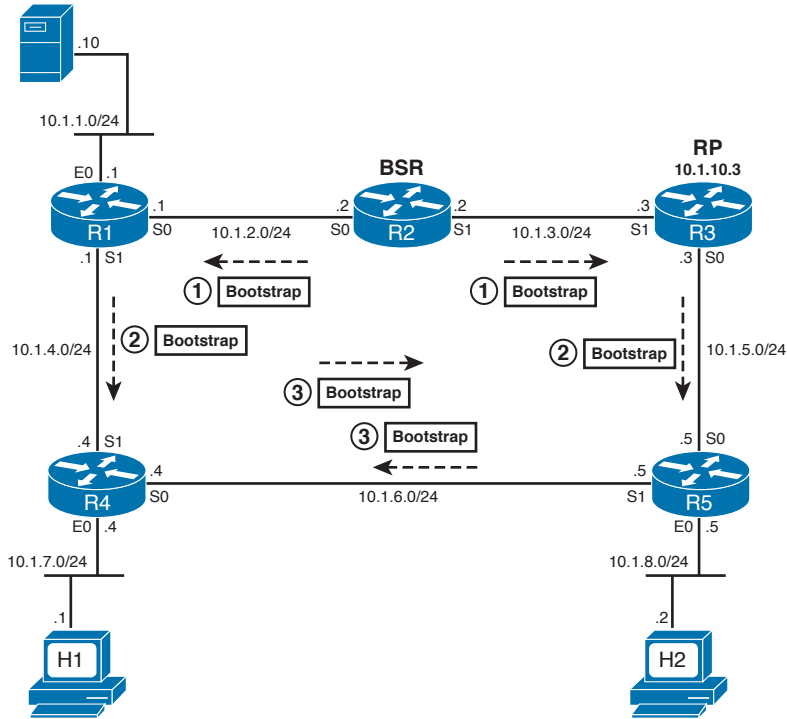 .10
10.1.1.0/24
E0 .1
R1
.1
S0
10.1.2.0/24
BSR
.2
S0
R2
.2
S1
10.1.3.0/24
RP
10.1.10.3
.3
S1
R3
.1 S1
.3 S0
1 Bootstrap
1 Bootstrap
10.1.4.0/24
2 Bootstrap
2 Bootstrap
10.1.5.0/24
3 Bootstrap
3 Bootstrap
.4 S1
.5 S0
R4
.4
S0
10.1.6.0/24
.5
S1
R5
E0 .4
E0 .5
10.1.7.0/24
10.1.8.0/24
.1
.2
H1
H2